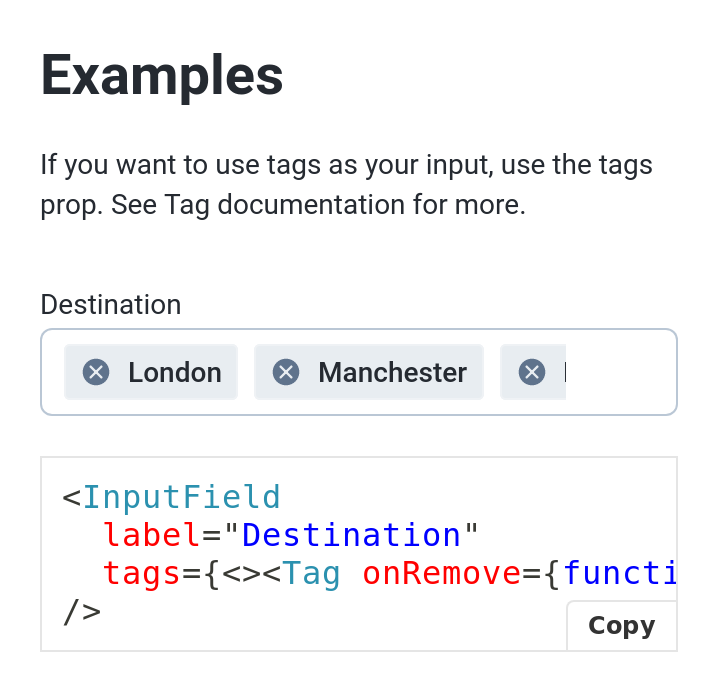 Examples
If you want to use tags as your input, use the tags
prop. See Tag documentation for more.
Destination
London Manchester
<InputField
  label="Destination"
  tags={<><Tag onRemove={functi
/>
Copy